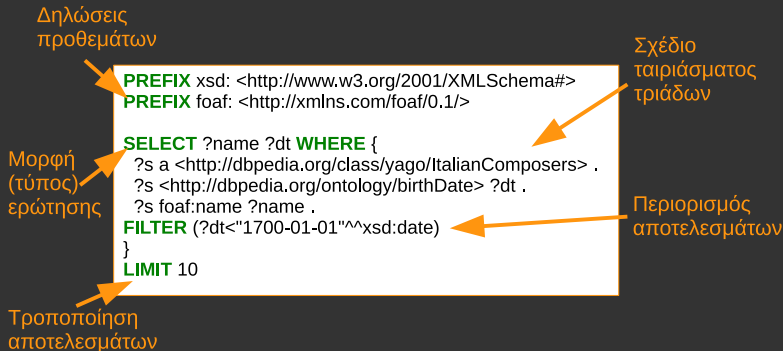 Δηλώσεις
προθεμάτων
Σχέδιο
ταιριάσματος
τριάδων
PREFIX xsd: <http://www.w3.org/2001/XMLSchema#>
PREFIX foaf: <http://xmlns.com/foaf/0.1/>
SELECT ?name ?dt WHERE {
?s a <http://dbpedia.org/class/yago/ItalianComposers> .
?s <http://dbpedia.org/ontology/birthDate> ?dt .
?s foaf:name ?name .
FILTER (?dt<"1700-01-01"^^xsd:date)
}
LIMIT 10
Μορφή
(τύπος)
ερώτησης
Περιορισμός
αποτελεσμάτων
Τροποποίηση
αποτελεσμάτων